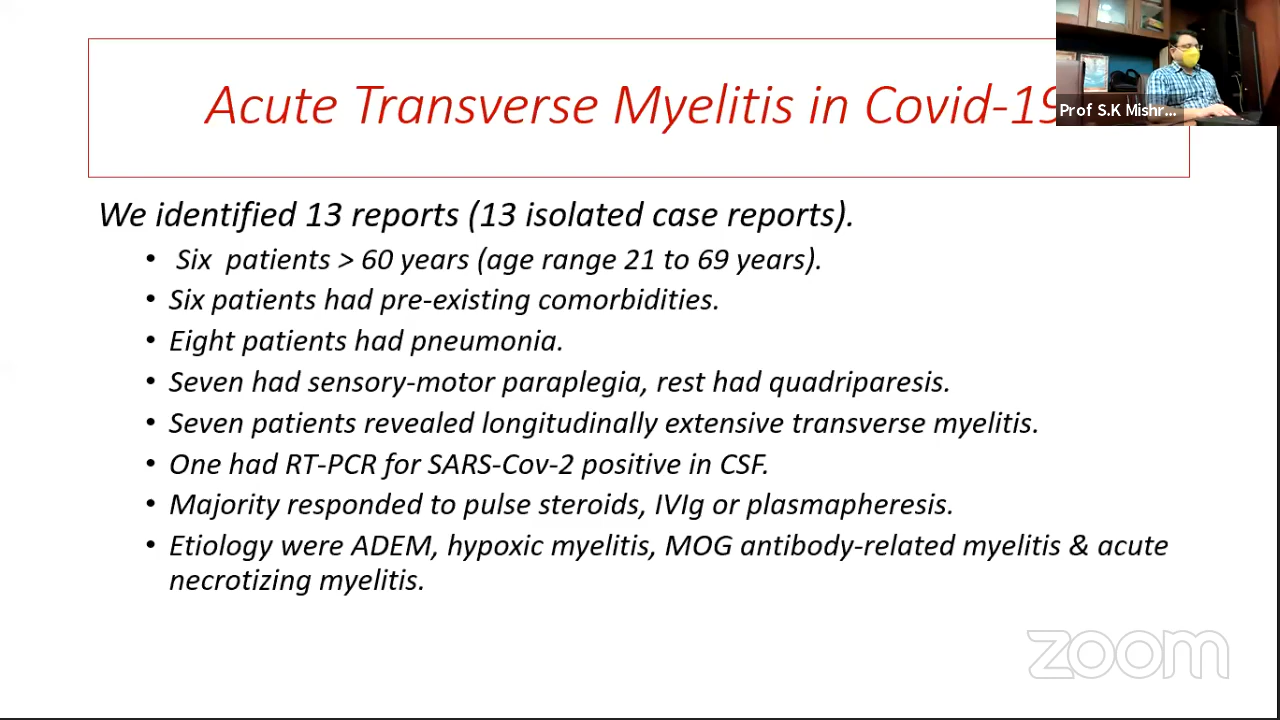 Acute Transverse Myelitis in Covid-19
Prof S.K Mishr...
We identified 13 reports (13 isolated case reports).
• Six patients > 60 years (age range 21 to 69 years).
• Six patients had pre-existing comorbidities.
• Eight patients had pneumonia.
• Seven had sensory-motor paraplegia, rest had quadriparesis.
• Seven patients revealed longitudinally extensive transverse myelitis.
• One had RT-PCR for SARS-Cov-2 positive in CSF.
• Majority responded to pulse steroids, IVIg or plasmapheresis.
• Etiology were ADEM, hypoxic myelitis, MOG antibody-related myelitis & acute
necrotizing myelitis.
zoom